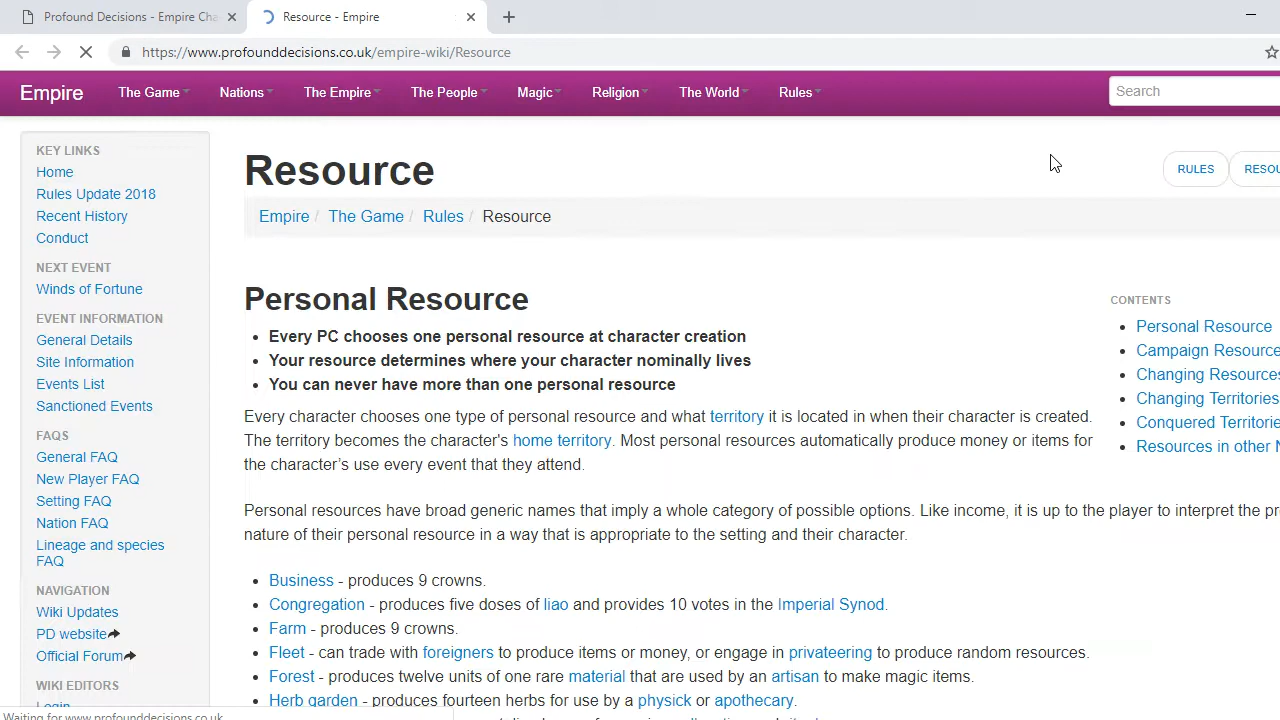 Profound Decisions - Empire Cha
Resource - Empire
https://www.profounddecisions.co.uk/empire-wiki/Resource
Empire The Game Nations The Empire The People Magic Religion The World Rules Search
KEY LINKS
Home
Rules Update 2018
Recent History
Conduct
NEXT EVENT
Winds of Fortune
EVENT INFORMATION
General Details
Site Information
Events List
Sanctioned Events
FAQS
General FAQ
New Player FAQ
Setting FAQ
Nation FAQ
Lineage and species
FAQ
NAVIGATION
Wiki Updates
PD website
Official Forum
WIKI EDITORS
Login
Resource
RULES RESOU
Empire / The Game / Rules / Resource
Personal Resource
• Every PC chooses one personal resource at character creation
• Your resource determines where your character nominally lives
• You can never have more than one personal resource
Every character chooses one type of personal resource and what territory it is located in when their character is created.
The territory becomes the character's home territory. Most personal resources automatically produce money or items for
the character’s use every event that they attend.
Personal resources have broad generic names that imply a whole category of possible options. Like income, it is up to the player to interpret the pr
nature of their personal resource in a way that is appropriate to the setting and their character.
• Business - produces 9 crowns.
• Congregation - produces five doses of liao and provides 10 votes in the Imperial Synod.
• Farm - produces 9 crowns.
• Fleet - can trade with foreigners to produce items or money, or engage in privateering to produce random resources.
• Forest - produces twelve units of one rare material that are used by an artisan to make magic items.
• Herb garden - produces fourteen herbs for use by a physick or apothecary.
CONTENTS
• Personal Resource
• Campaign Resource
• Changing Resources
• Changing Territories
• Conquered Territorie
• Resources in other N
Waiting for www.profounddecisions.co.uk